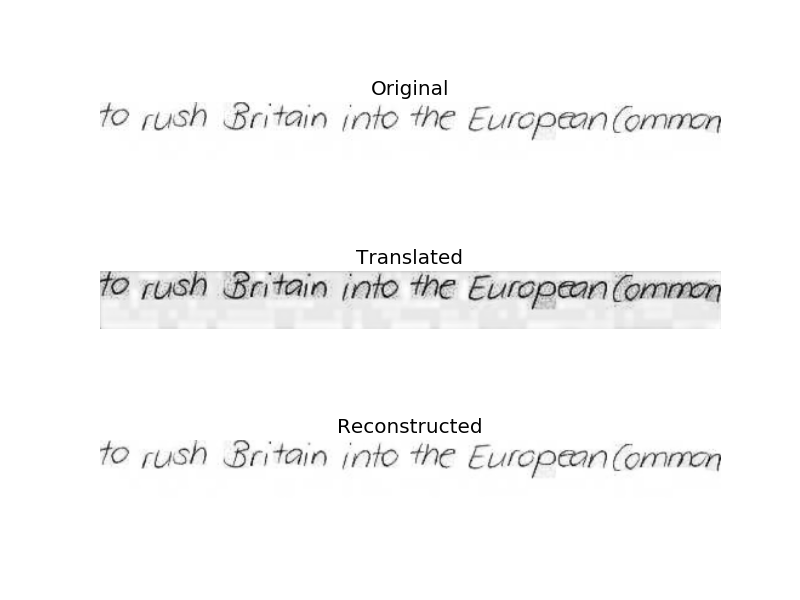 Original
to rush Britain into the European Common
Translated
to rush Britain into the European Common
Reconstructed
to rush Britain into the European Common